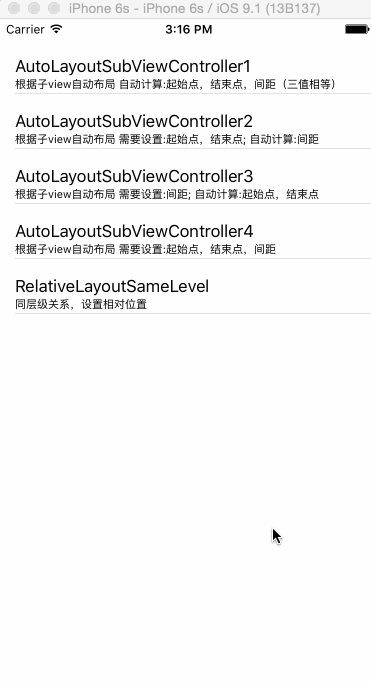 iPhone 6s - iPhone 6s / iOS 9.1 (13B137)
Carrier 3:16 PM
AutoLayoutSubViewController1
根据子view自动布局 自动计算:起始点，结束点，间距（三值相等）
AutoLayoutSubViewController2
根据子view自动布局 需要设置:起始点，结束点; 自动计算:间距
AutoLayoutSubViewController3
根据子view自动布局 需要设置:间距; 自动计算:起始点，结束点
AutoLayoutSubViewController4
根据子view自动布局 需要设置:起始点，结束点，间距
RelativeLayoutSameLevel
同层级关系，设置相对位置